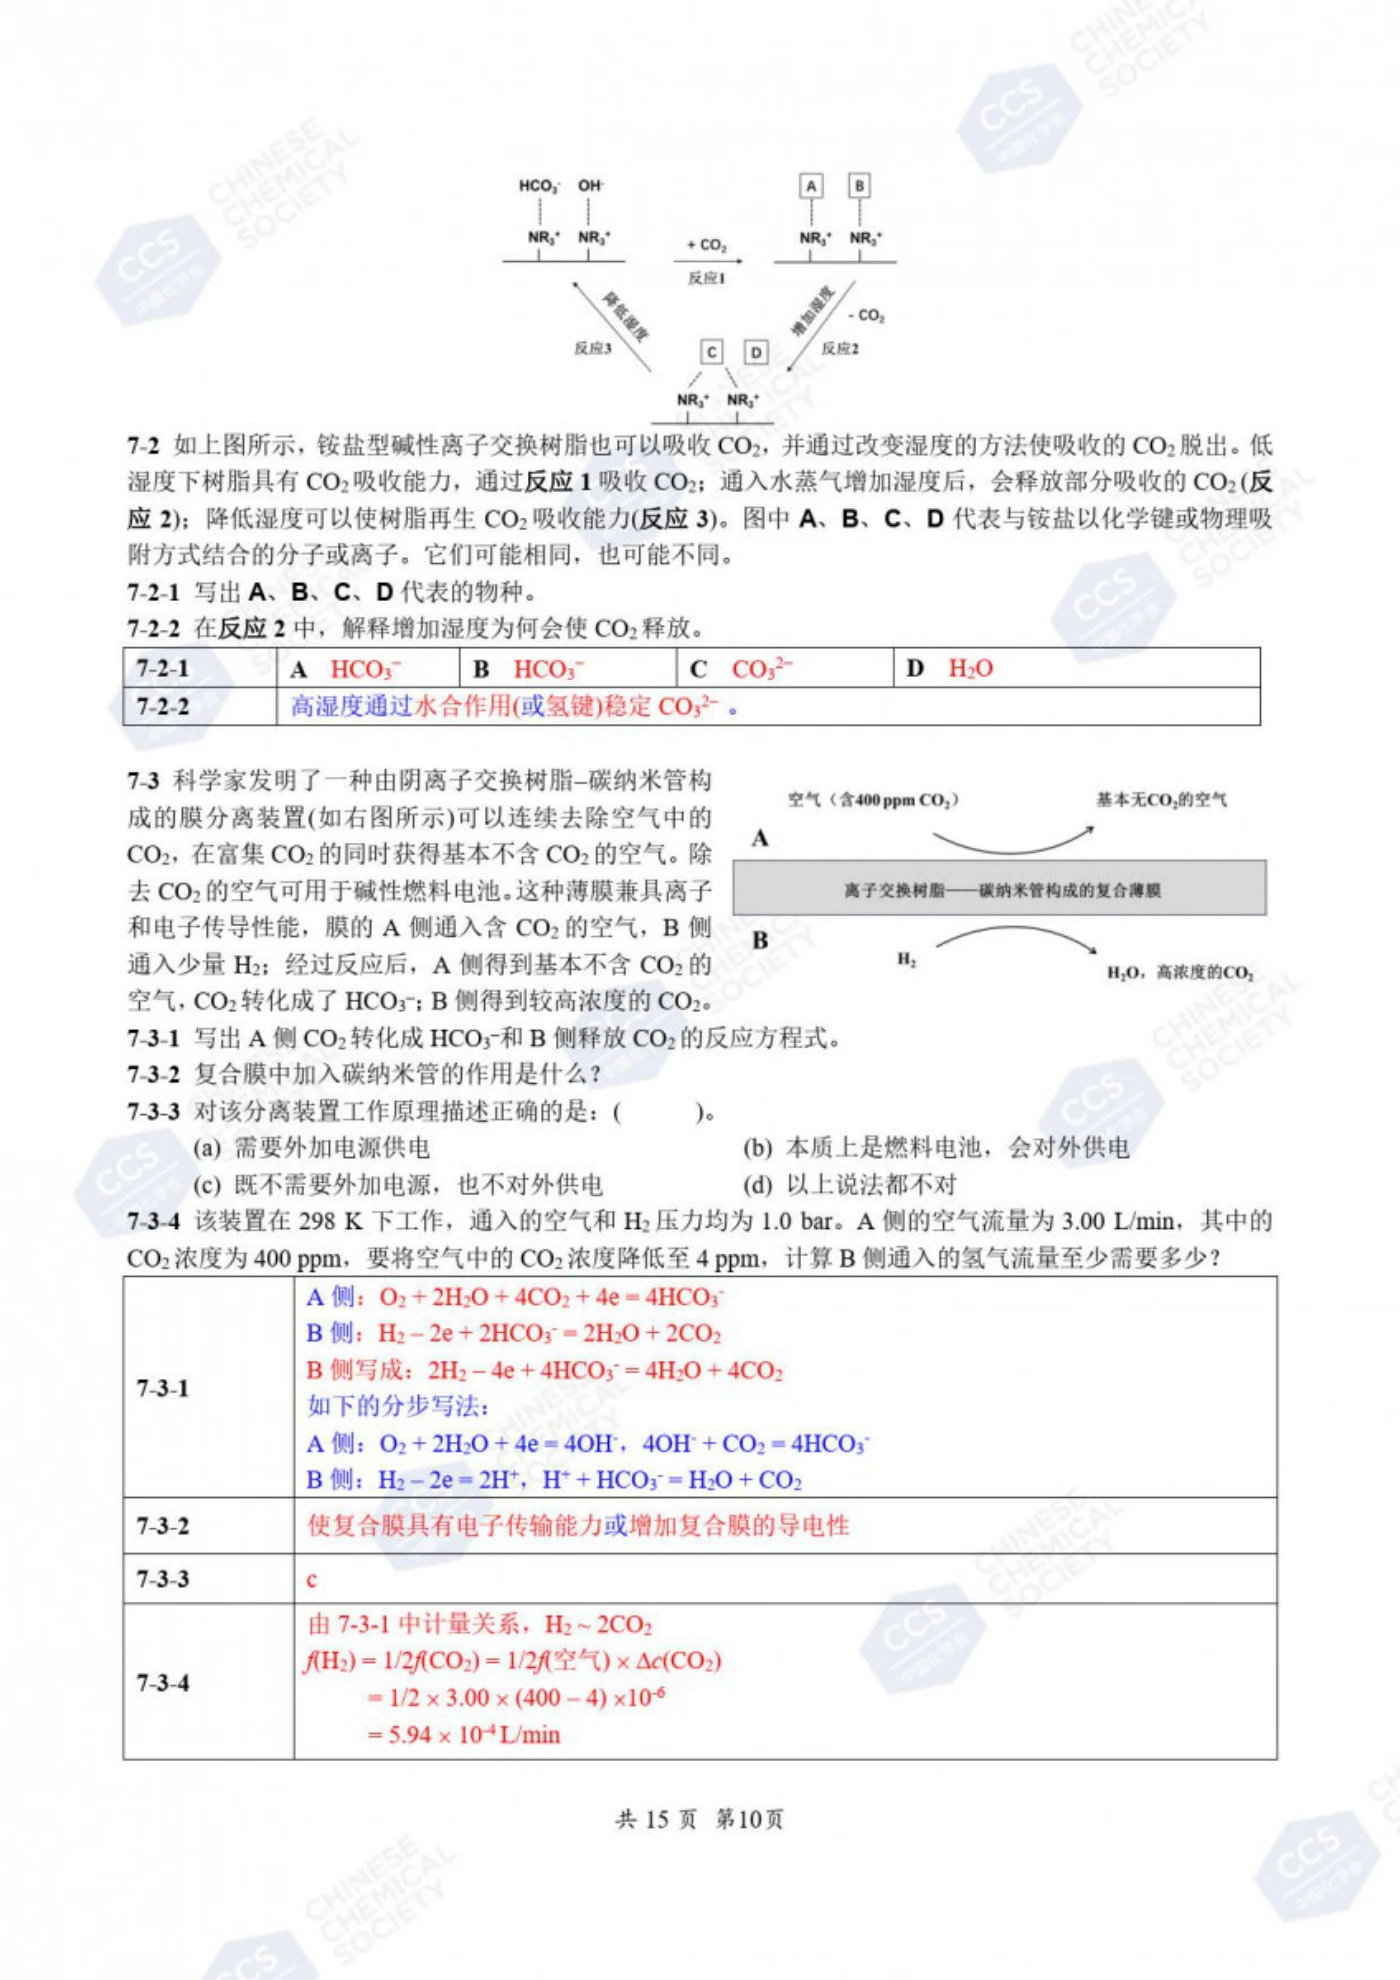 HCO₃⁻ OH⁻
NR₃⁺ NR₃⁺
+ CO₂
反应1
A B
NR₃⁺ NR₃⁺
降低湿度
反应3
增加湿度
- CO₂
反应2
C D
NR₃⁺ NR₃⁺
7-2 如上图所示，铵盐型碱性离子交换树脂也可以吸收 CO₂，并通过改变湿度的方法使吸收的 CO₂ 脱出。低
湿度下树脂具有 CO₂ 吸收能力，通过反应 1 吸收 CO₂；通入水蒸气增加湿度后，会释放部分吸收的 CO₂ (反
应 2)；降低湿度可以使树脂再生 CO₂ 吸收能力(反应 3)。图中 A、B、C、D 代表与铵盐以化学键或物理吸
附方式结合的分子或离子。它们可能相同，也可能不同。
7-2-1 写出 A、B、C、D 代表的物种。
7-2-2 在反应 2 中，解释增加湿度为何会使 CO₂ 释放。
7-2-1 A HCO₃⁻ B HCO₃⁻ C CO₃²⁻ D H₂O
7-2-2 高湿度通过水合作用(或氢键)稳定 CO₃²⁻ 。
7-3 科学家发明了一种由阴离子交换树脂–碳纳米管构
成的膜分离装置(如右图所示)可以连续去除空气中的
CO₂，在富集 CO₂ 的同时获得基本不含 CO₂ 的空气。除
去 CO₂ 的空气可用于碱性燃料电池。这种薄膜兼具离子
和电子传导性能，膜的 A 侧通入含 CO₂ 的空气，B 侧
通入少量 H₂；经过反应后，A 侧得到基本不含 CO₂ 的
空气，CO₂ 转化成了 HCO₃⁻；B 侧得到较高浓度的 CO₂。
空气（含400 ppm CO₂） 基本无CO₂的空气
A
离子交换树脂——碳纳米管构成的复合薄膜
B
H₂
H₂O，高浓度的CO₂
7-3-1 写出 A 侧 CO₂ 转化成 HCO₃⁻和 B 侧释放 CO₂ 的反应方程式。
7-3-2 复合膜中加入碳纳米管的作用是什么？
7-3-3 对该分离装置工作原理描述正确的是：( )。
(a) 需要外加电源供电 (b) 本质上是燃料电池，会对外供电
(c) 既不需要外加电源，也不对外供电 (d) 以上说法都不对
7-3-4 该装置在 298 K 下工作，通入的空气和 H₂ 压力均为 1.0 bar。A 侧的空气流量为 3.00 L/min，其中的
CO₂ 浓度为 400 ppm，要将空气中的 CO₂ 浓度降低至 4 ppm，计算 B 侧通入的氢气流量至少需要多少？
7-3-1
A 侧：O₂ + 2H₂O + 4CO₂ + 4e = 4HCO₃⁻
B 侧：H₂ – 2e + 2HCO₃⁻ = 2H₂O + 2CO₂
B 侧写成：2H₂ – 4e + 4HCO₃⁻ = 4H₂O + 4CO₂
如下的分步写法：
A 侧：O₂ + 2H₂O + 4e = 4OH⁻，4OH⁻ + CO₂ = 4HCO₃⁻
B 侧：H₂ – 2e = 2H⁺，H⁺ + HCO₃⁻ = H₂O + CO₂
7-3-2 使复合膜具有电子传输能力或增加复合膜的导电性
7-3-3 c
7-3-4
由 7-3-1 中计量关系，H₂ ~ 2CO₂
f(H₂) = 1/2f(CO₂) = 1/2f(空气) × Δc(CO₂)
= 1/2 × 3.00 × (400 – 4) ×10⁻⁶
= 5.94 × 10⁻⁴ L/min
共 15 页 第10页
CCS
中国化学会
CHINESE
CHEMICAL
SOCIETY